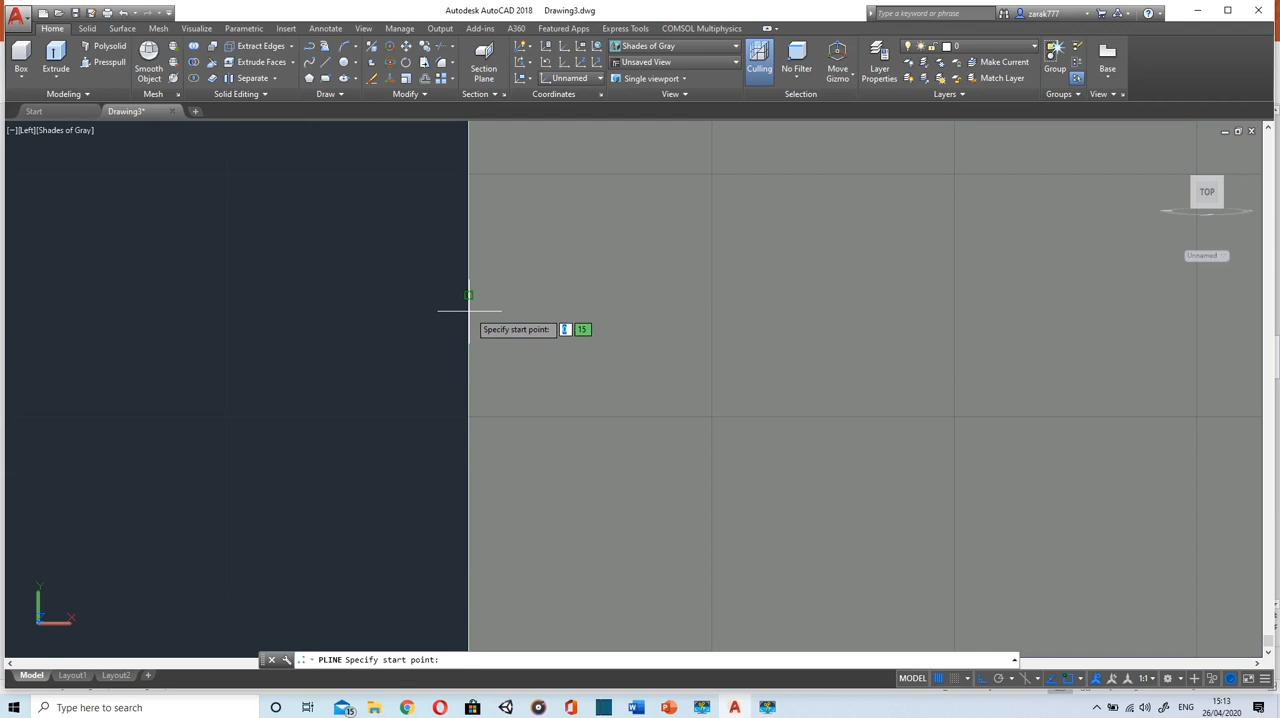 Autodesk AutoCAD 2018 Drawing3.dwg
Type a keyword or phrase
zarak777
Home Solid Surface Mesh Visualize Parametric Insert Annotate View Manage Output Add-ins A360 Featured Apps Express Tools COMSOL Multiphysics
Box
Extrude
Polysolid
Presspull
Modeling
Smooth
Object
Mesh
Extrude Edges
Extrude Faces
Separate
Solid Editing
Draw
Modify
Section
Plane
Section
Unnamed
Coordinates
Shades of Gray
Unsaved View
Single viewport
View
Culling
No Filter
Move
Gizmo
Selection
Layer
Properties
0
Make Current
Match Layer
Layers
Group
Groups
Base
View
Start
Drawing3*
[−][Left][Shades of Gray]
TOP
Unnamed
Specify start point: 0 15
Y
X
PLINE Specify start point:
Model Layout1 Layout2
MODEL
1:1
Type here to search
15
ENG
15:13
26/04/2020